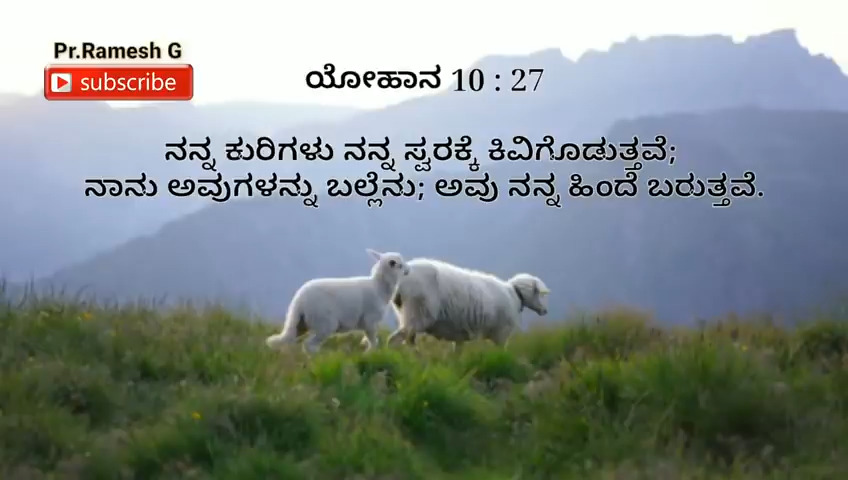 Pr.Ramesh G
subscribe
ಯೋಹಾನ 10 : 27
ನನ್ನ ಕುರಿಗಳು ನನ್ನ ಸ್ವರಕ್ಕೆ ಕಿವಿಗೊಡುತ್ತವೆ;
ನಾನು ಅವುಗಳನ್ನು ಬಲ್ಲೆನು; ಅವು ನನ್ನ ಹಿಂದೆ ಬರುತ್ತವೆ.